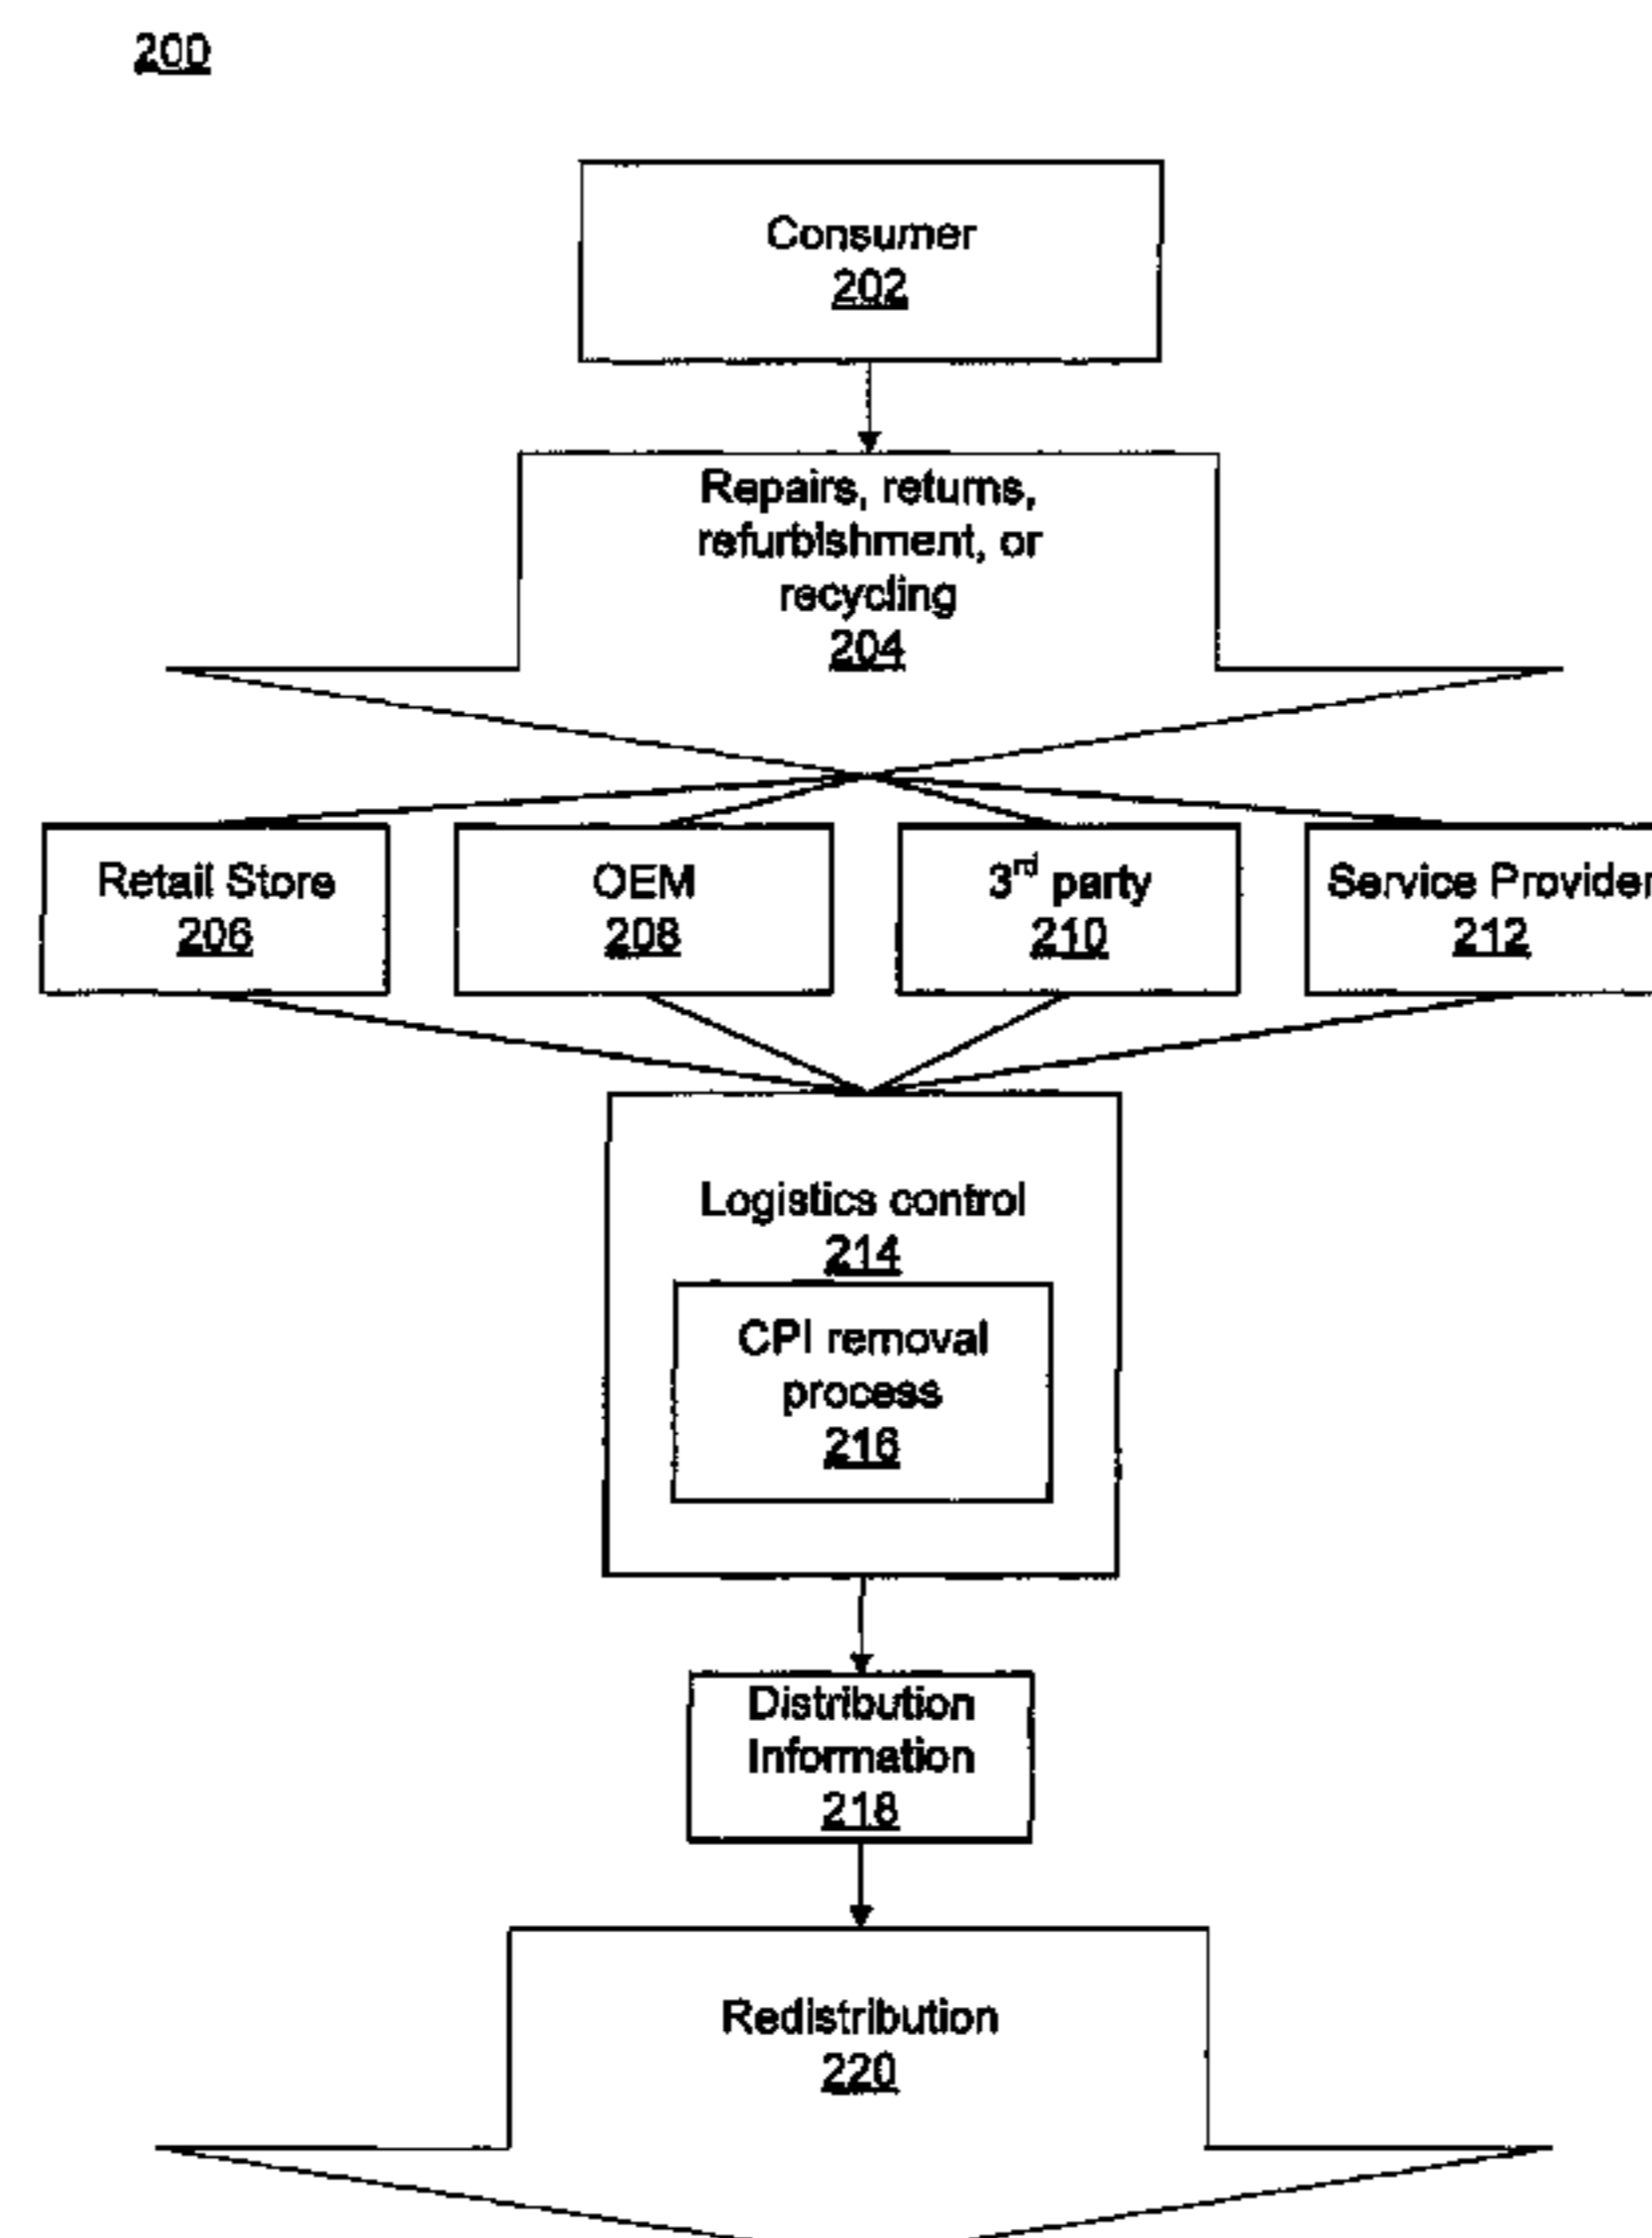 200
Consumer
202
Repairs, returns,
refurbishment, or
recycling
204
Retail Store
206
OEM
208
3rd party
210
Service Provider
212
Logistics control
214
CPI removal
process
216
Distribution
Information
218
Redistribution
220